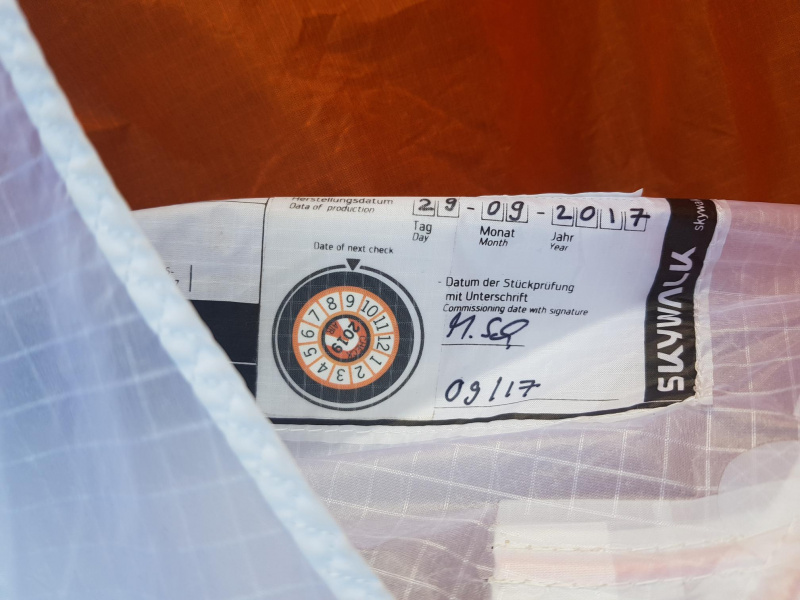 Herstellungsdatum
Data of production
29-09-2017
Tag
Day
Monat
Month
Jahr
Year
Date of next check
1 2 3 4 5 6 7 8 9 10 11 12
2019
- Datum der Stückprüfung
mit Unterschrift
Commissioning date with signature
09/17
SKYWALK
skywal